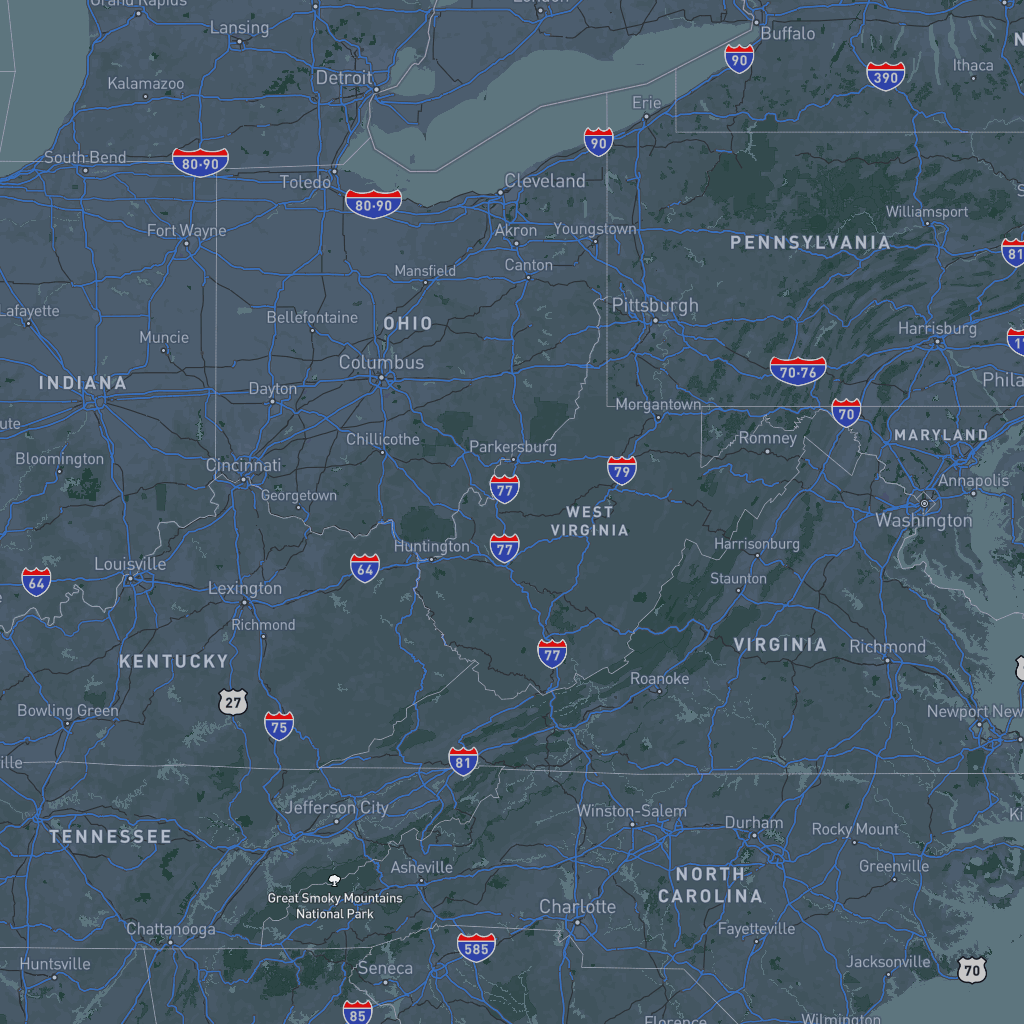 Grand Rapids
London
Lansing
Buffalo
N
90
Detroit
Kalamazoo
390
Ithaca
Erie
90
South Bend
80·90
Toledo
80·90
Cleveland
Williamsport
Fort Wayne
Akron
Youngstown
PENNSYLVANIA
81
Mansfield
Canton
Lafayette
Bellefontaine
OHIO
Pittsburgh
Muncie
Harrisburg
Columbus
70·76
INDIANA
Dayton
Phila
Morgantown
70
ute
Chillicothe
Parkersburg
Romney
MARYLAND
Bloomington
Cincinnati
79
Georgetown
77
Annapolis
WEST
VIRGINIA
Washington
Huntington
77
Harrisonburg
Louisville
64
64
Staunton
Lexington
Richmond
77
VIRGINIA
Richmond
KENTUCKY
Roanoke
27
Bowling Green
75
Newport New
ille
81
Jefferson City
Winston-Salem
TENNESSEE
Durham
Rocky Mount
Ki
Asheville
Greenville
NORTH
CAROLINA
Great Smoky Mountains
National Park
Charlotte
Chattanooga
Fayetteville
585
Huntsville
Seneca
Jacksonville
70
85
Florence
Wilmington